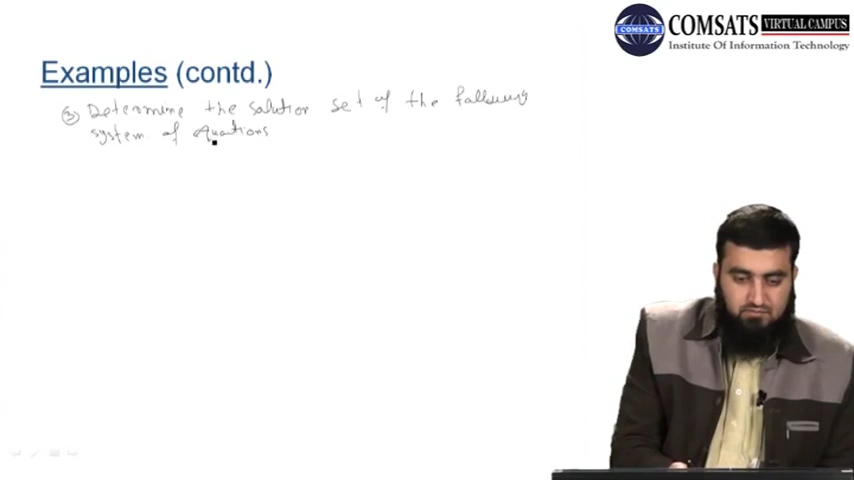 COMSATS VIRTUAL CAMPUS
Institute Of Information Technology
COMSATS
Examples (contd.)
③ Determine the solution set of the following
system of equations